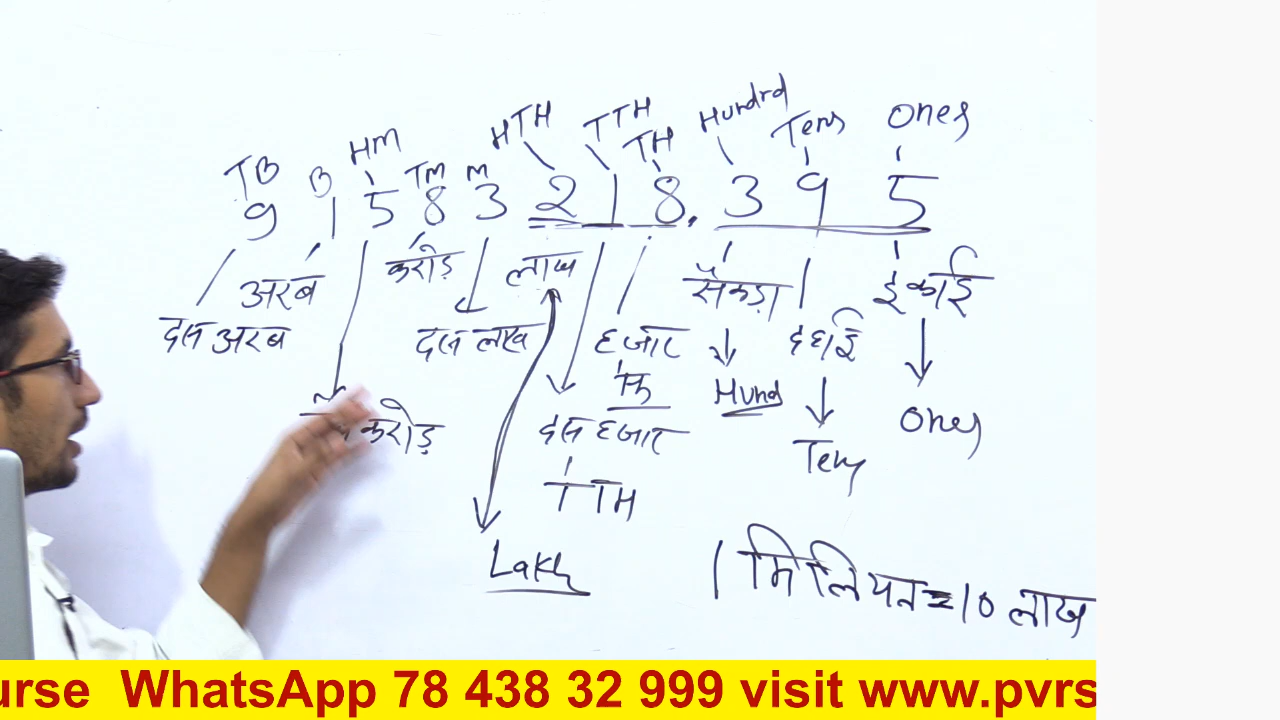 TB B HM TM M HTH TTH TH Hundrd Tens Ones
9 1 5 8 3 2 1 8, 3 9 5
अरब करोड़ लाख सैकड़ा इकाई
दस अरब दस लाख हजार दहाई
करोड़ TH Hund Ones
दस हजार Tens
T TH
Lakh
1 मिलियन = 10 लाख
urse WhatsApp 78 438 32 999 visit www.pvrs